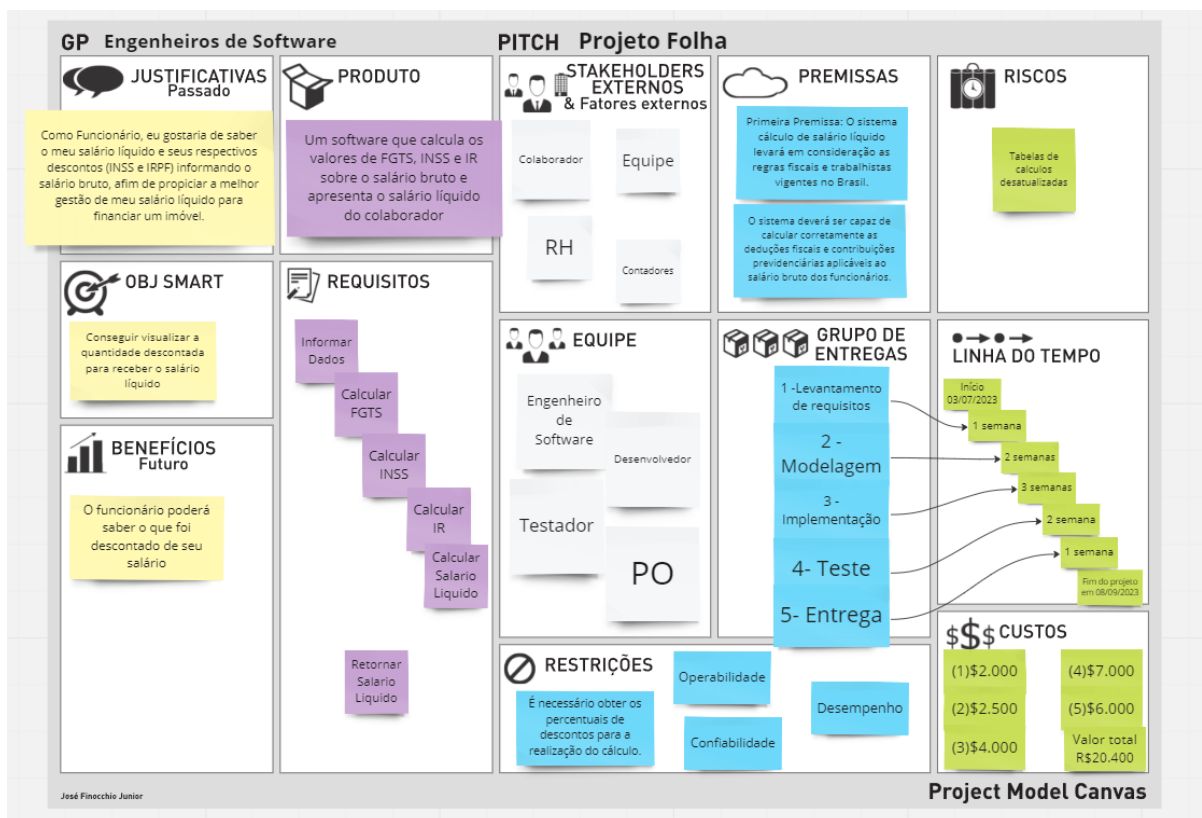 GP Engenheiros de Software
PITCH Projeto Folha
JUSTIFICATIVAS
Passado
Como Funcionário, eu gostaria de saber
o meu salário líquido e seus respectivos
descontos (INSS e IRPF) informando o
salário bruto, afim de propiciar a melhor
gestão de meu salário líquido para
financiar um imóvel.
OBJ SMART
Conseguir visualizar a
quantidade descontada
para receber o salário
líquido
BENEFÍCIOS
Futuro
O funcionário poderá
saber o que foi
descontado de seu
salário
PRODUTO
Um software que calcula os
valores de FGTS, INSS e IR
sobre o salário bruto e
apresenta o salário líquido
do colaborador
REQUISITOS
Informar
Dados
Calcular
FGTS
Calcular
INSS
Calcular
IR
Calcular
Salario
Liquido
Retornar
Salario
Liquido
STAKEHOLDERS
EXTERNOS
& Fatores externos
Colaborador
Equipe
RH
Contadores
EQUIPE
Engenheiro
de
Software
Desenvolvedor
Testador
PO
PREMISSAS
Primeira Premissa: O sistema
cálculo de salário líquido
levará em consideração as
regras fiscais e trabalhistas
vigentes no Brasil.
O sistema deverá ser capaz de
calcular corretamente as
deduções fiscais e contribuições
previdenciárias aplicáveis ao
salário bruto dos funcionários.
GRUPO DE
ENTREGAS
1 -Levantamento
de requisitos
2 -
Modelagem
3 -
Implementação
4- Teste
5- Entrega
RESTRIÇÕES
É necessário obter os
percentuais de
descontos para a
realização do cálculo.
Operabilidade
Confiabilidade
Desempenho
RISCOS
Tabelas de
calculos
desatualizadas
LINHA DO TEMPO
Início
03/07/2023
1 semana
2 semanas
3 semanas
2 semana
1 semana
Fim do projeto
em 08/09/2023
$$$ CUSTOS
(1)$2.000
(2)$2.500
(3)$4.000
(4)$7.000
(5)$6.000
Valor total
R$20.400
José Finocchio Junior
Project Model Canvas